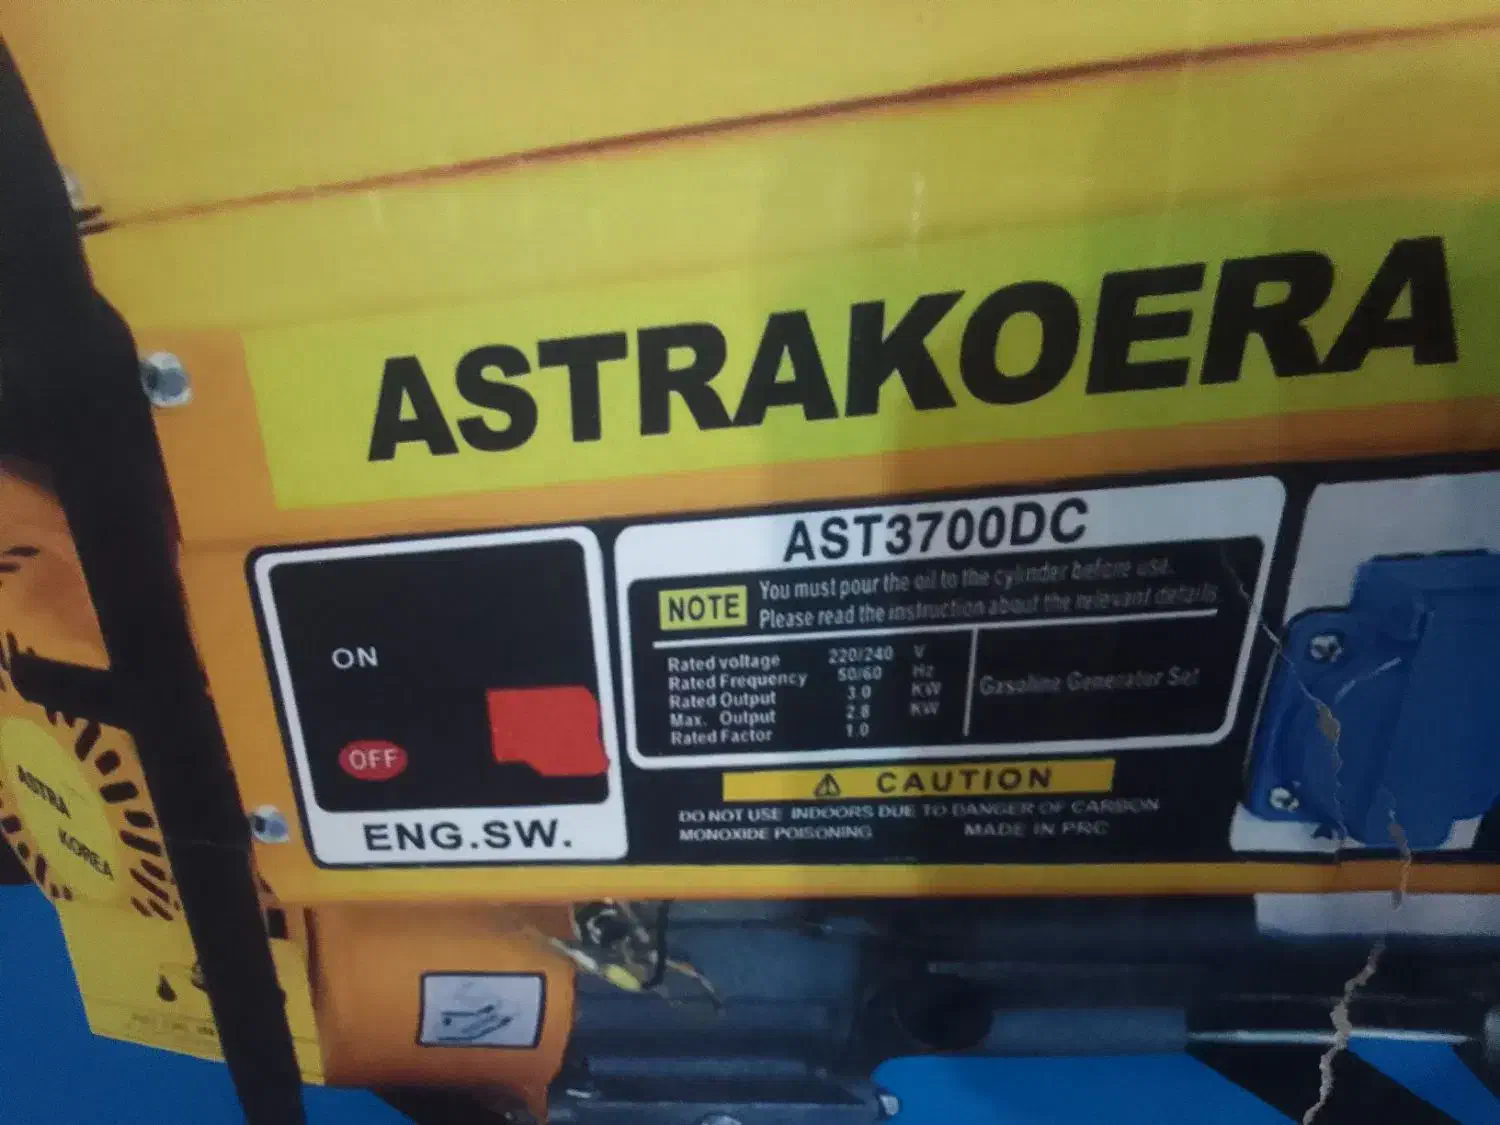 ASTRAKOERA
AST3700DC
NOTE
You must pour the oil to the cylinder before use.
Please read the instruction about the relevant details
Rated voltage 220/240 V
Rated Frequency 50/60 Hz
Rated Output 3.0 KW
Max. Output 2.8 KW
Rated Factor 1.0
Gasoline Generator Set
ON
OFF
ENG.SW.
CAUTION
DO NOT USE INDOORS DUE TO DANGER OF CARBON
MONOXIDE POISONING MADE IN PRC
ASTRA
KOREA